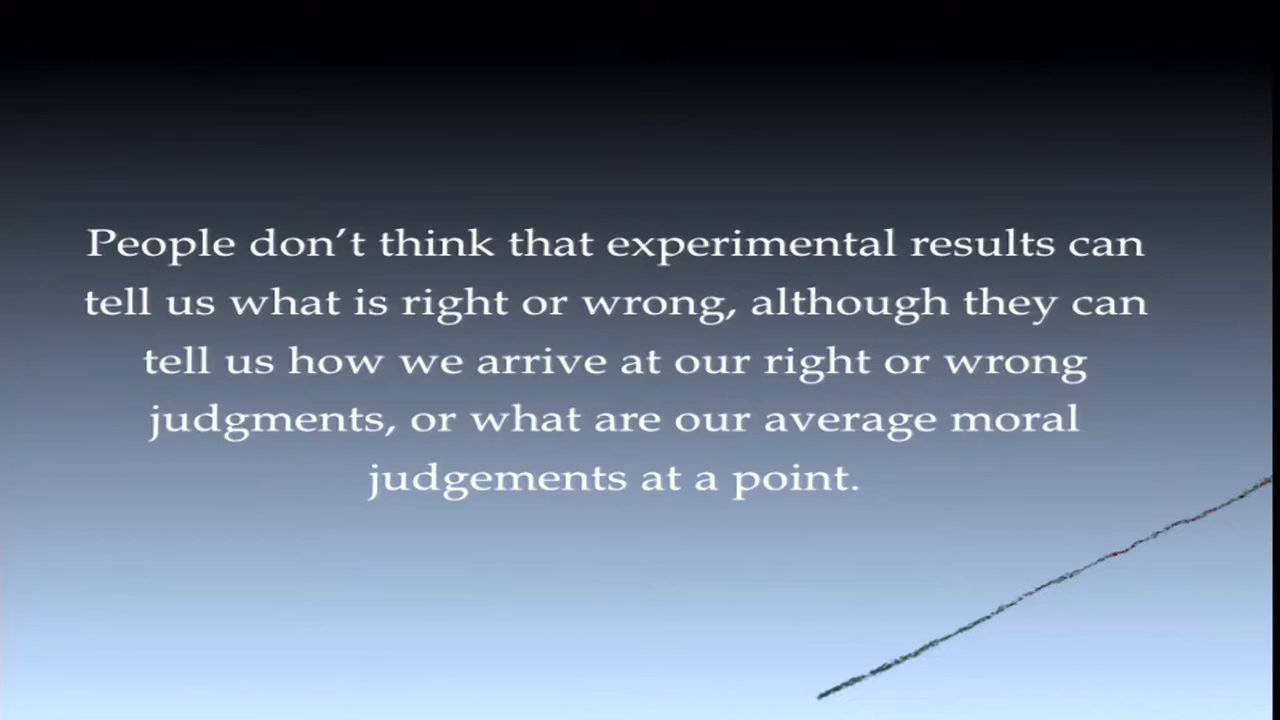 People don’t think that experimental results can
tell us what is right or wrong, although they can
tell us how we arrive at our right or wrong
judgments, or what are our average moral
judgements at a point.